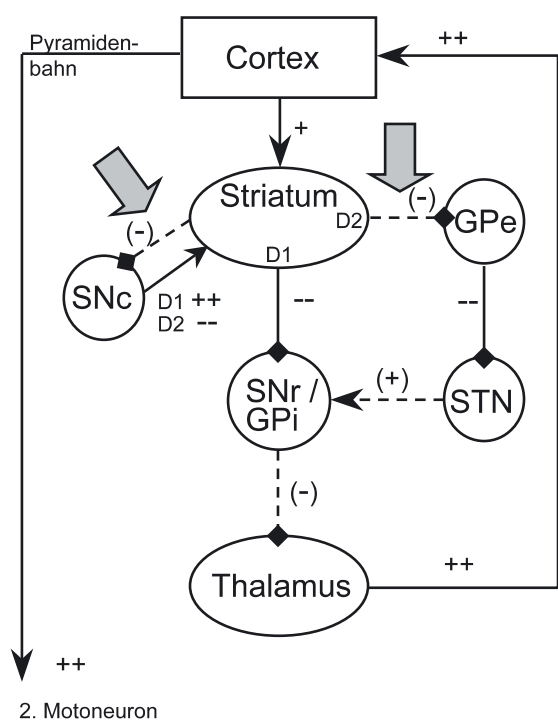 Pyramiden-
bahn
Cortex
++
+
(-)
Striatum
D2
(-)
GPe
D1
SNc
D1 ++
D2 --
--
--
SNr /
GPi
(+)
STN
(-)
Thalamus
++
++
2. Motoneuron